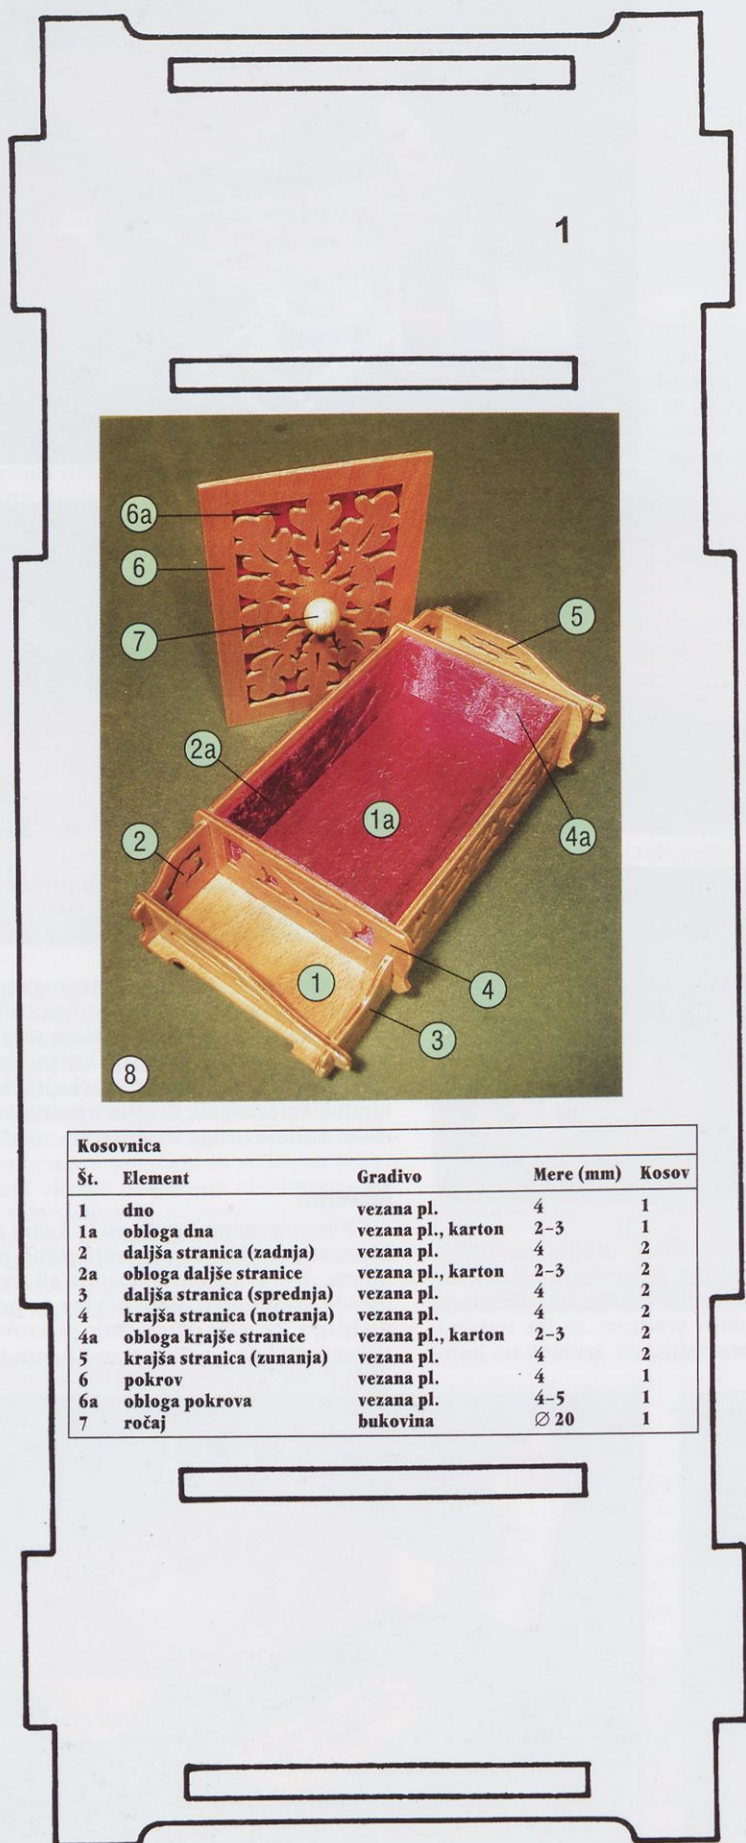 1
6a
6
7
5
2a
1a
4a
2
1
4
3
8
Kosovnica
Št. Element Gradivo Mere (mm) Kosov
1 dno vezana pl. 4 1
1a obloga dna vezana pl., karton 2–3 1
2 daljša stranica (zadnja) vezana pl. 4 2
2a obloga daljše stranice vezana pl., karton 2–3 2
3 daljša stranica (sprednja) vezana pl. 4 2
4 krajša stranica (notranja) vezana pl. 4 2
4a obloga krajše stranice vezana pl., karton 2–3 2
5 krajša stranica (zunanja) vezana pl. 4 2
6 pokrov vezana pl. 4 1
6a obloga pokrova vezana pl. 4–5 1
7 ročaj bukovina ∅ 20 1